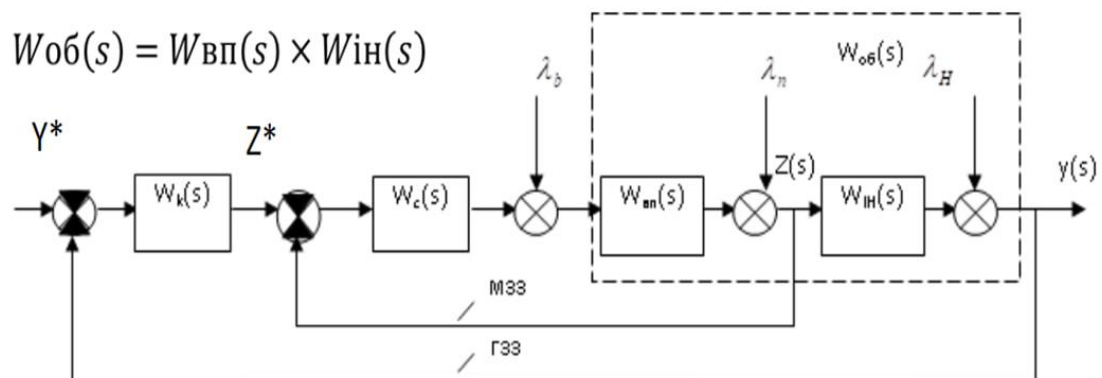 Wоб(s) = Wвп(s) × Wін(s)
Wоб(s)
λb
λn
λH
Y*
Z*
Z(s)
y(s)
Wk(s)
Wc(s)
Wвп(s)
WІН(s)
МЗЗ
ГЗЗ